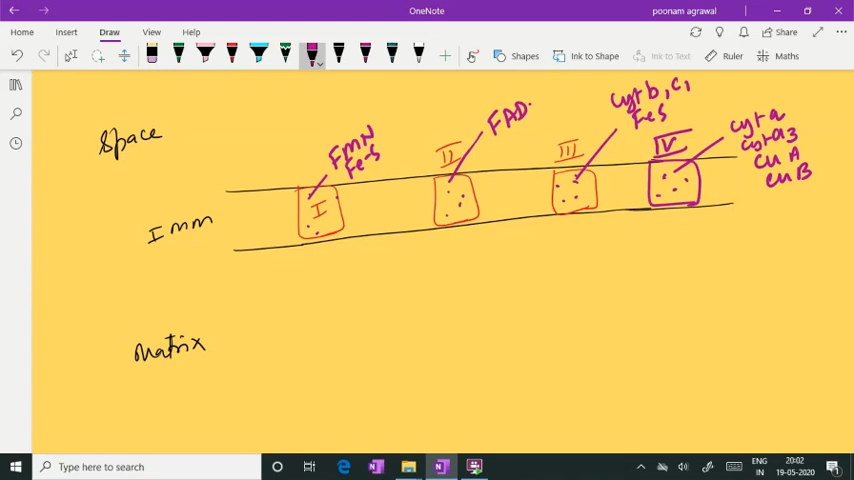 OneNote
poonam agrawal
Home
Insert
Draw
View
Help
Share
Shapes
Ink to Shape
Ink to Text
Ruler
Maths
Space
FMN
Fe-S
I
II
FAD
III
cyt b, c1
FeS
IV
cyt a
cyt a3
cu A
cu B
Imm
Matrix
Type here to search
ENG
IN
20:02
19-05-2020
1